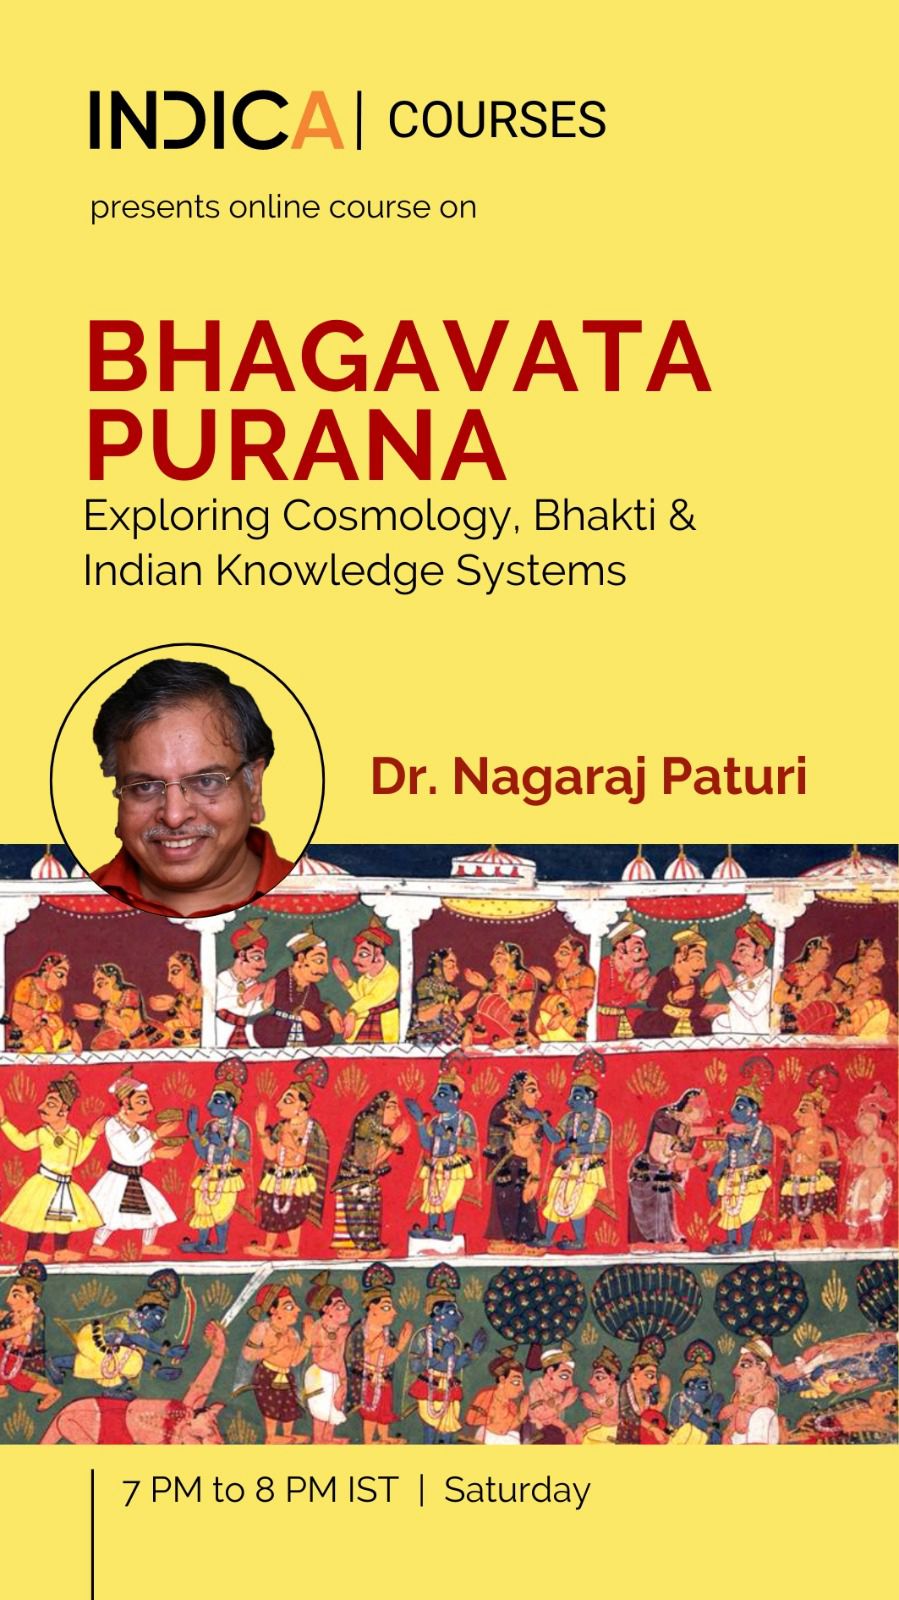 INDICA | COURSES
presents online course on
BHAGAVATA
PURANA
Exploring Cosmology, Bhakti &
Indian Knowledge Systems
Dr. Nagaraj Paturi
7 PM to 8 PM IST | Saturday